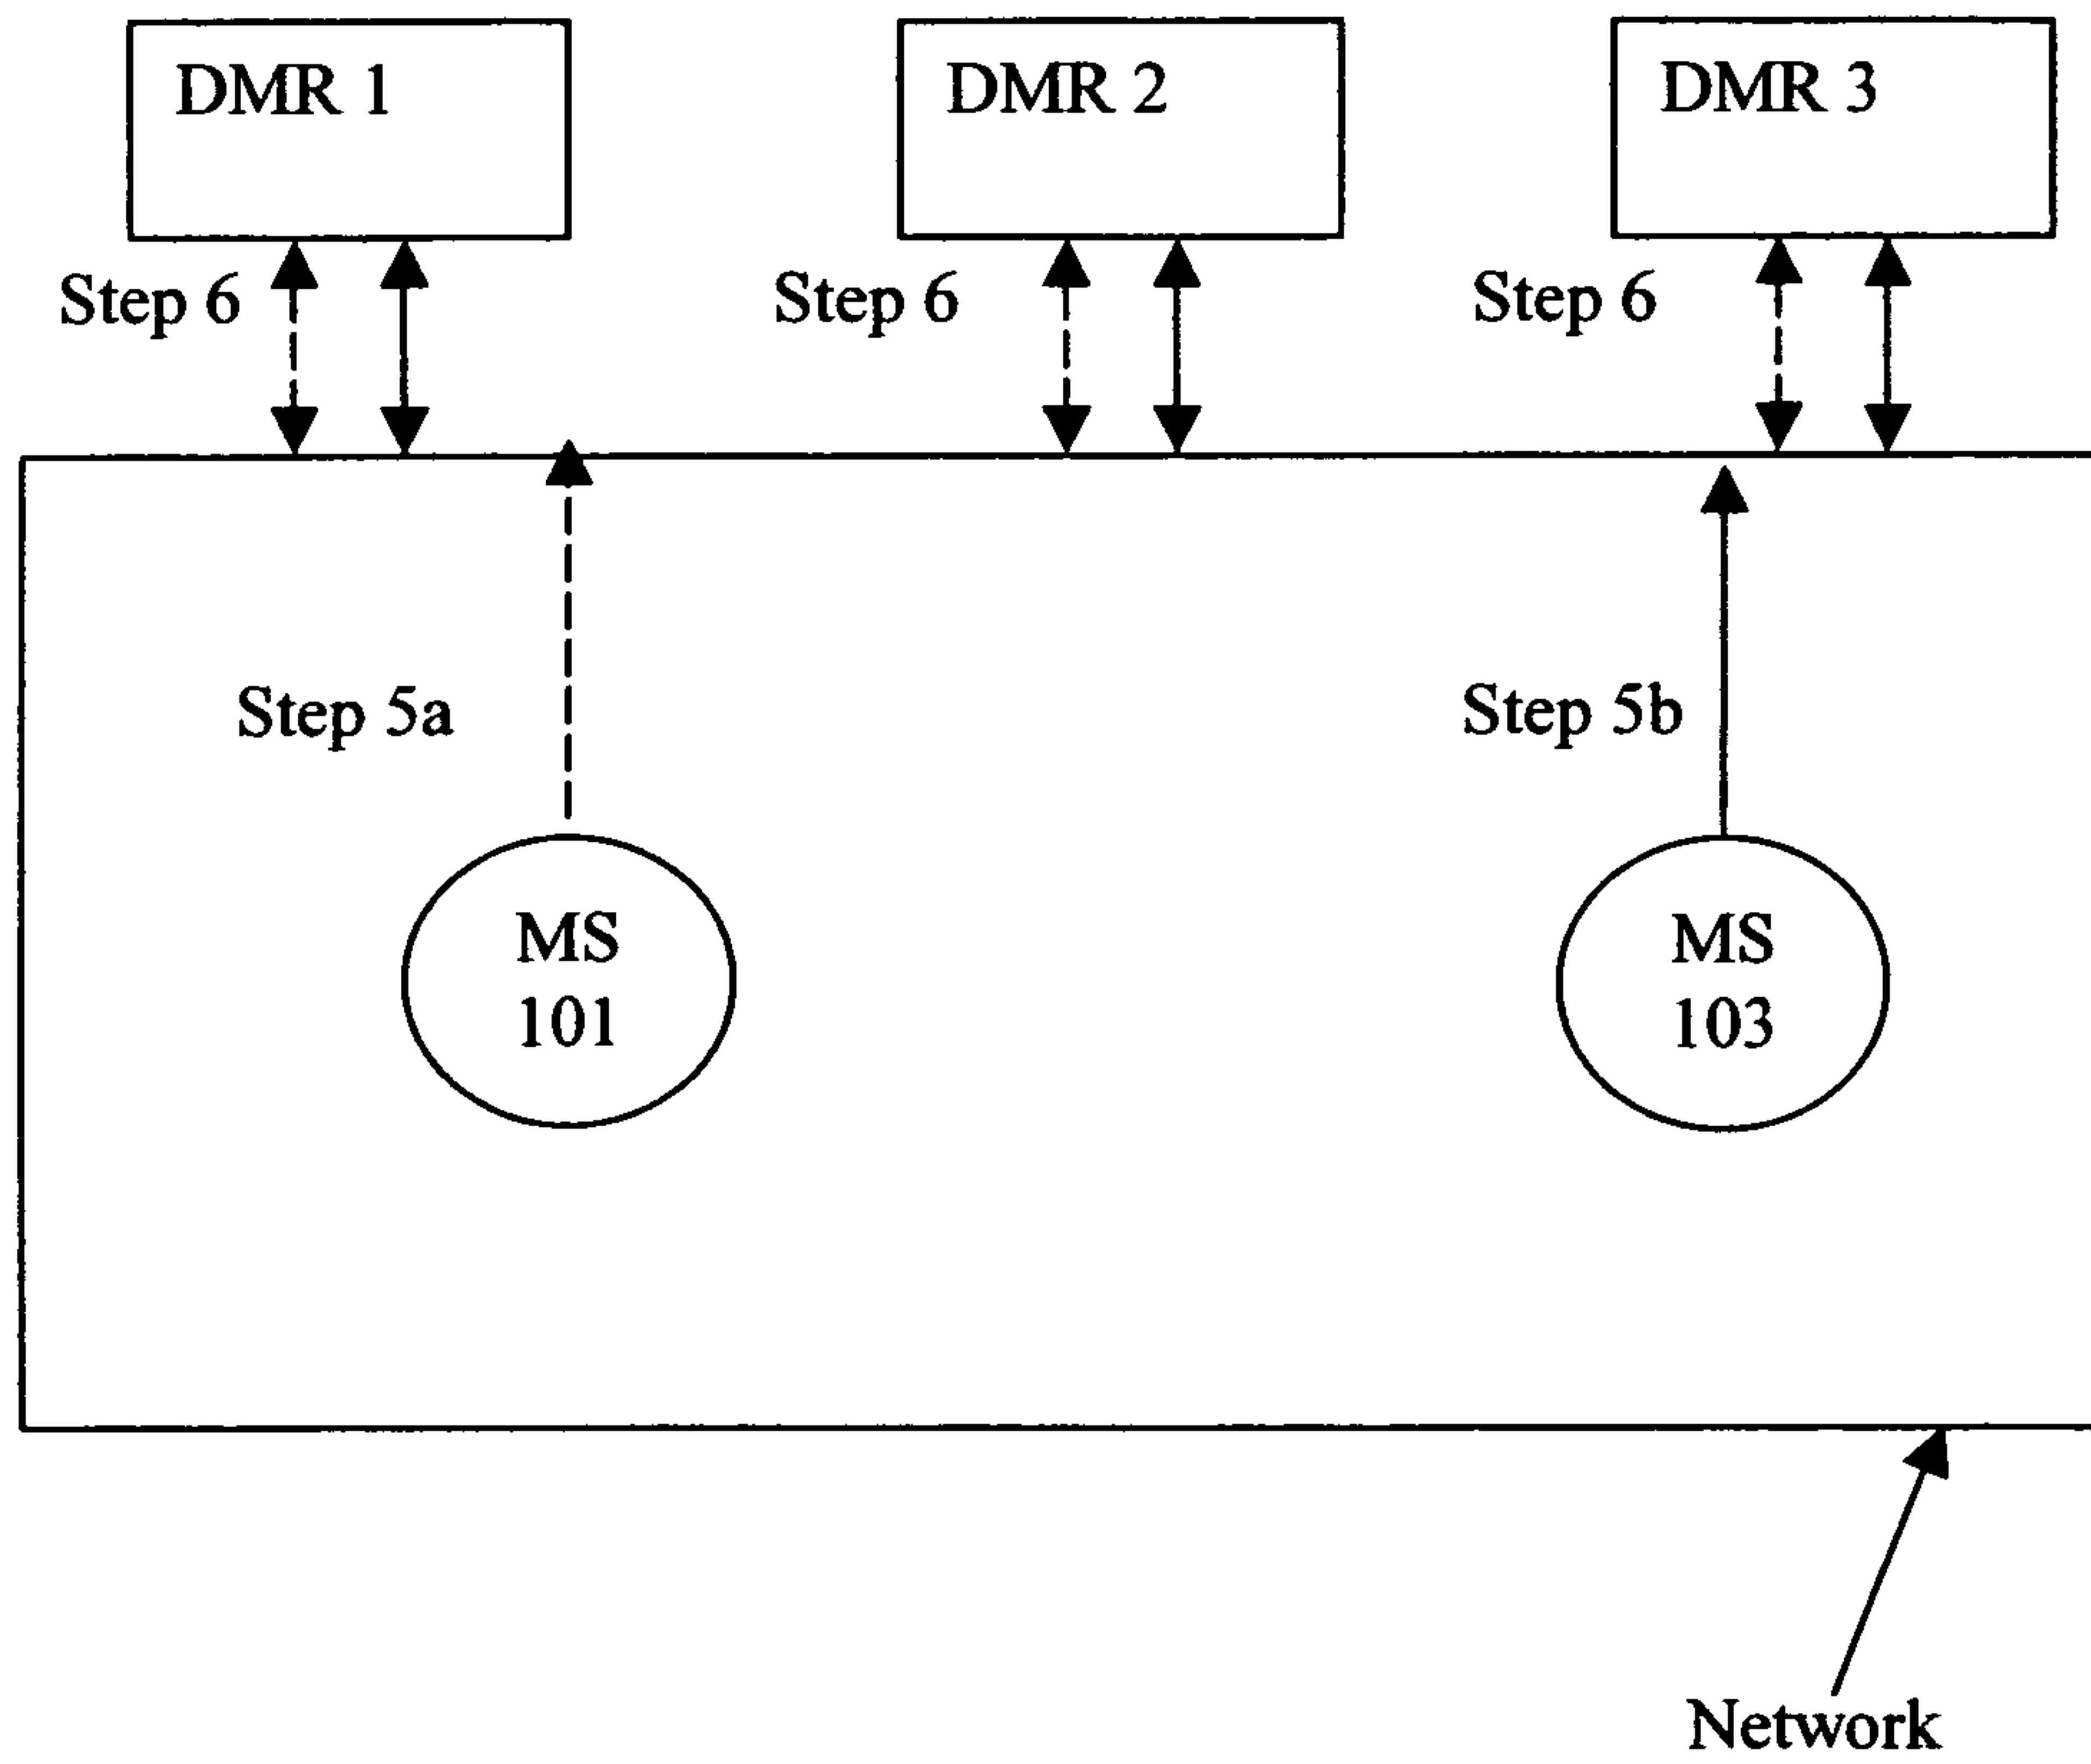 DMR 1
DMR 2
DMR 3
Step 6
Step 6
Step 6
Step 5a
Step 5b
MS
101
MS
103
Network